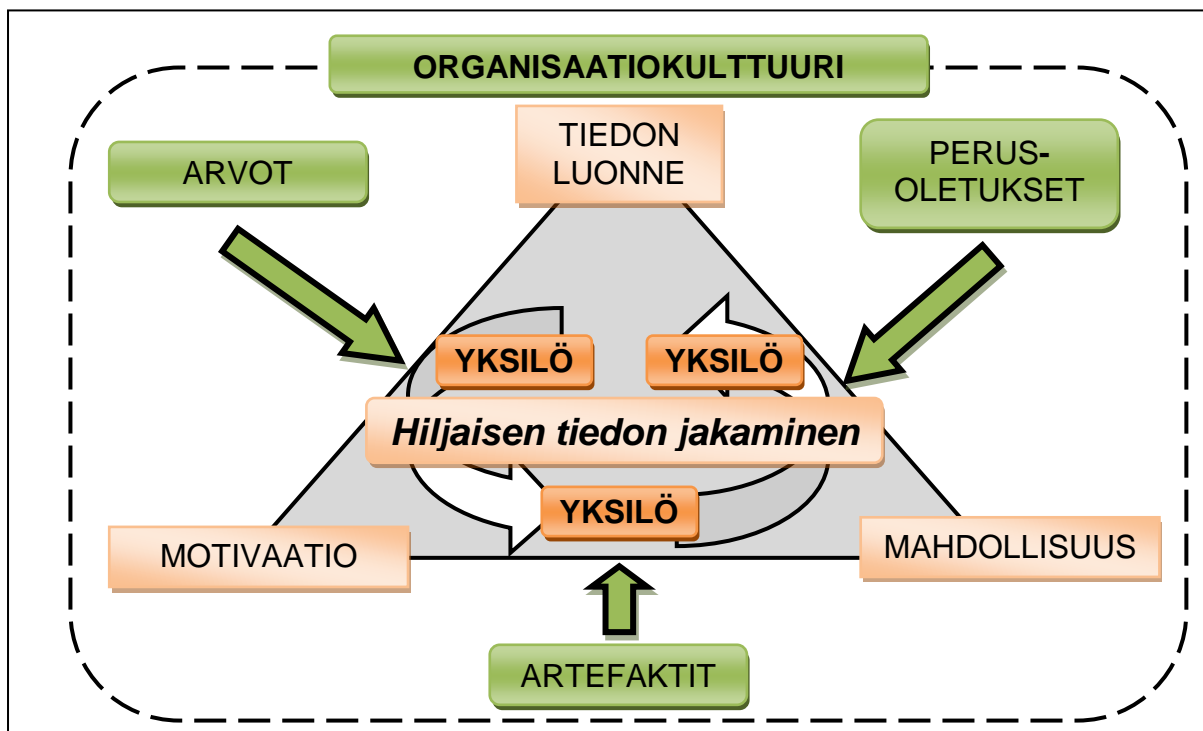 ORGANISAATIOKULTTUURI
TIEDON
LUONNE
ARVOT
PERUS-
OLETUKSET
YKSILÖ
YKSILÖ
Hiljaisen tiedon jakaminen
YKSILÖ
MOTIVAATIO
MAHDOLLISUUS
ARTEFAKTIT